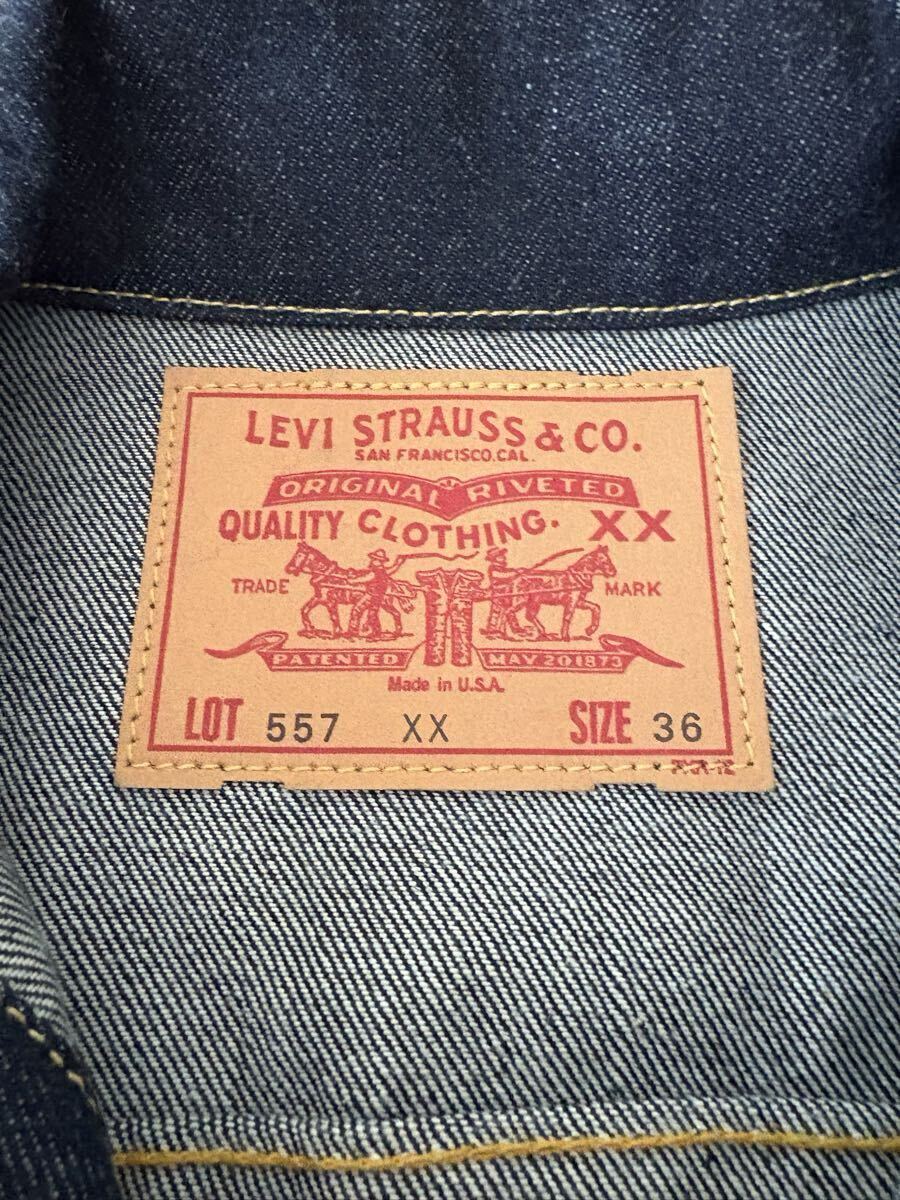 LEVI STRAUSS & CO.
SAN FRANCISCO, CAL.
ORIGINAL RIVETED
QUALITY CLOTHING. XX
TRADE MARK
PATENTED MAY 20 1873
Made in U.S.A.
LOT 557 XX SIZE 36